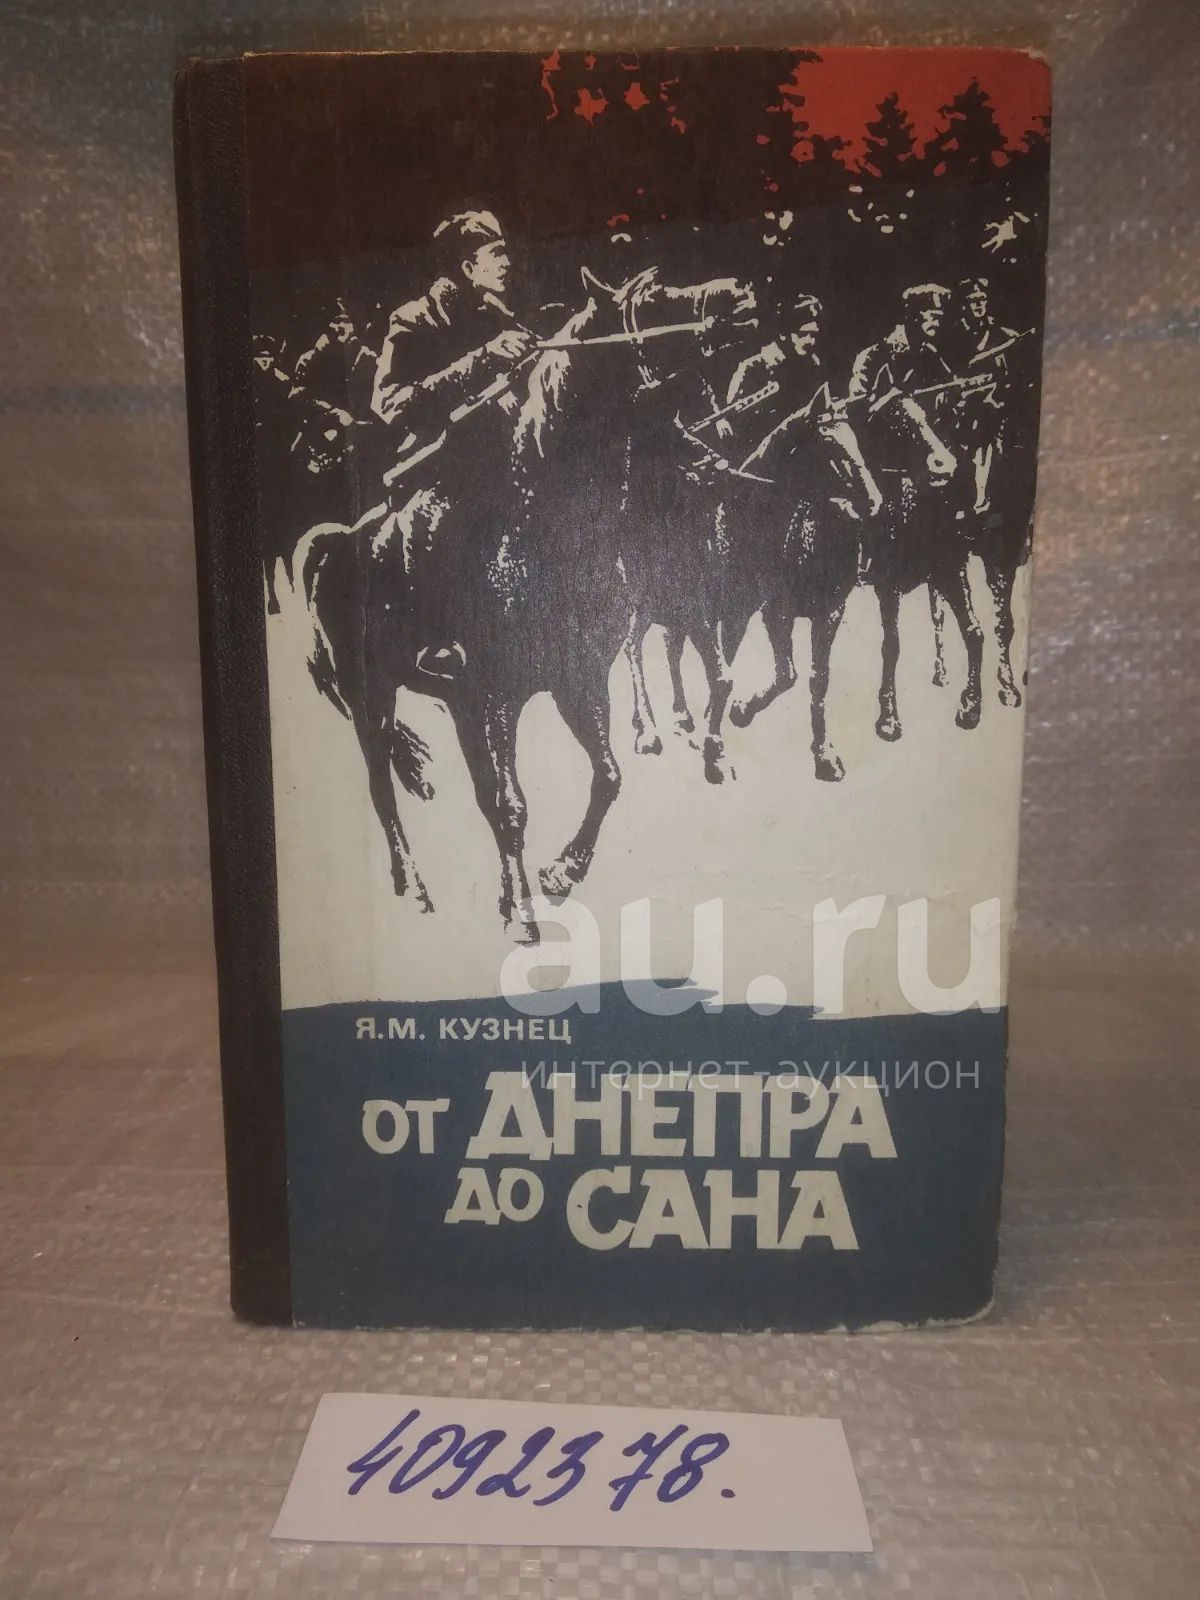 au.ru
Я.М. КУЗНЕЦ
интернет-аукцион
ОТ ДНЕПРА
ДО САНА
4092378.